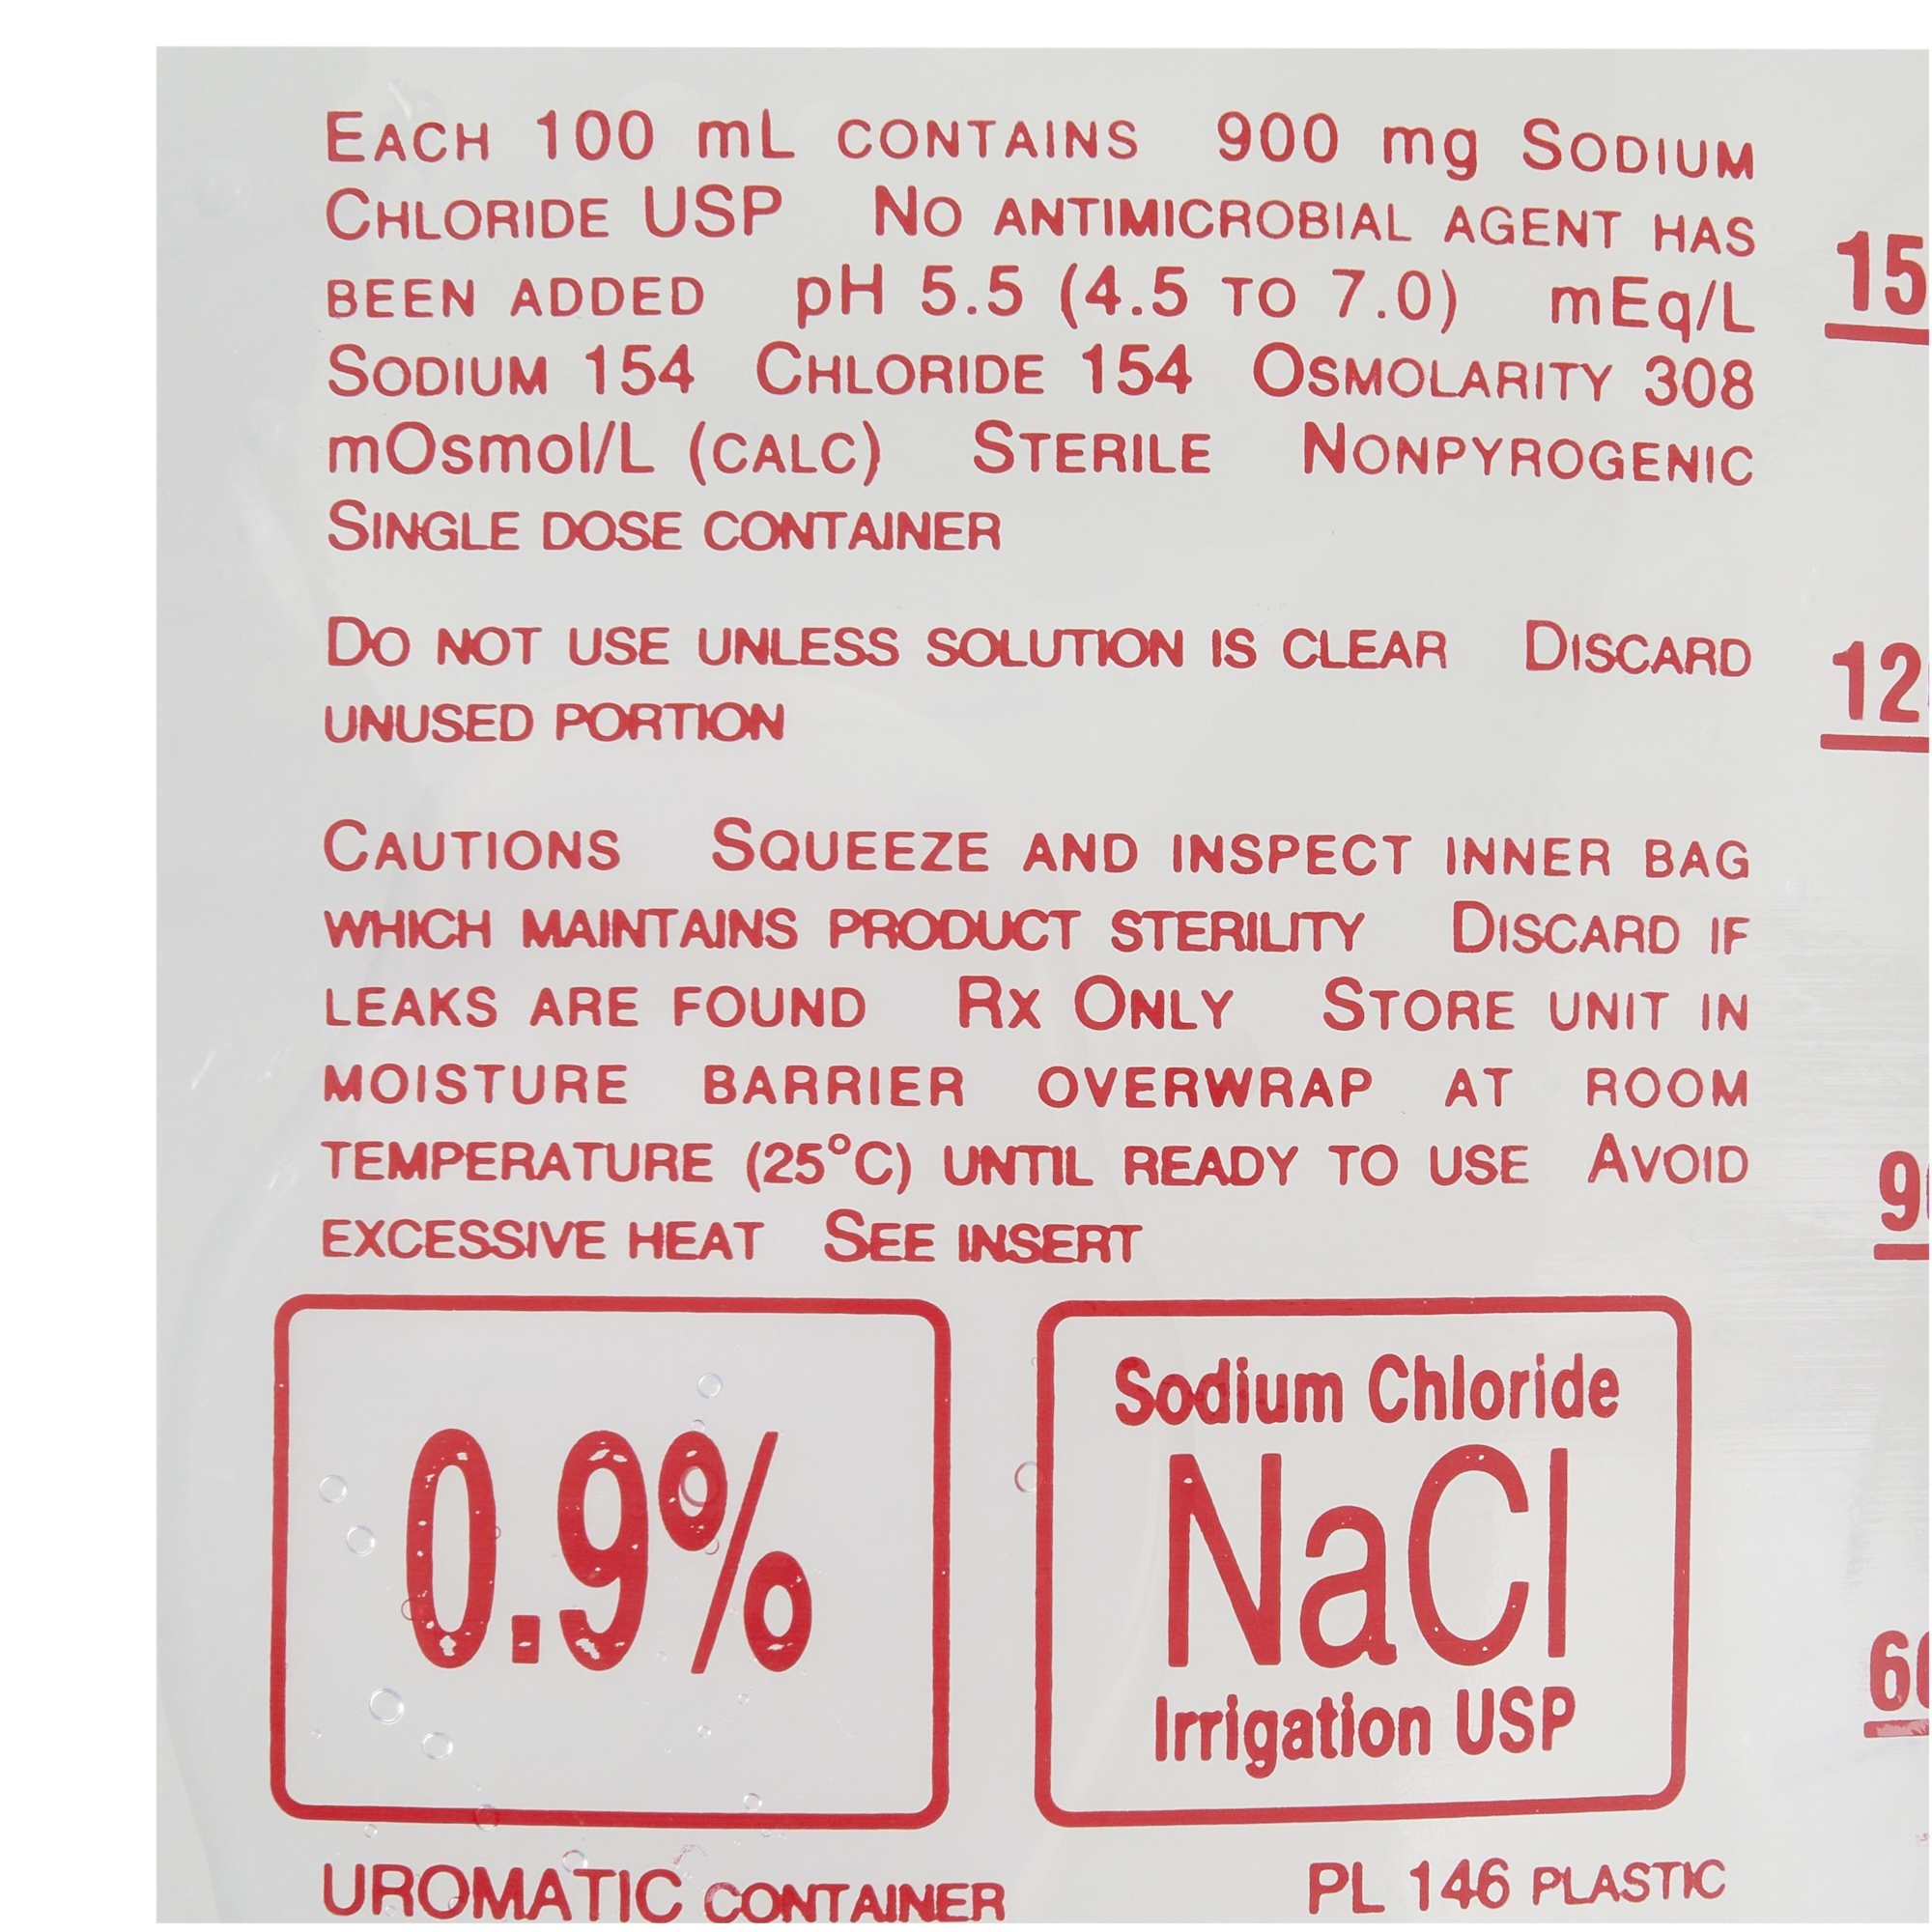 EACH 100 mL CONTAINS 900 mg SODIUM
CHLORIDE USP NO ANTIMICROBIAL AGENT HAS
BEEN ADDED pH 5.5 (4.5 TO 7.0) mEq/L
SODIUM 154 CHLORIDE 154 OSMOLARITY 308
mOsmol/L (CALC) STERILE NONPYROGENIC
SINGLE DOSE CONTAINER
DO NOT USE UNLESS SOLUTION IS CLEAR DISCARD
UNUSED PORTION
CAUTIONS SQUEEZE AND INSPECT INNER BAG
WHICH MAINTAINS PRODUCT STERILITY DISCARD IF
LEAKS ARE FOUND RX ONLY STORE UNIT IN
MOISTURE BARRIER OVERWRAP AT ROOM
TEMPERATURE (25°C) UNTIL READY TO USE AVOID
EXCESSIVE HEAT SEE INSERT
0.9%
Sodium Chloride
NaCl
Irrigation USP
UROMATIC CONTAINER
PL 146 PLASTIC